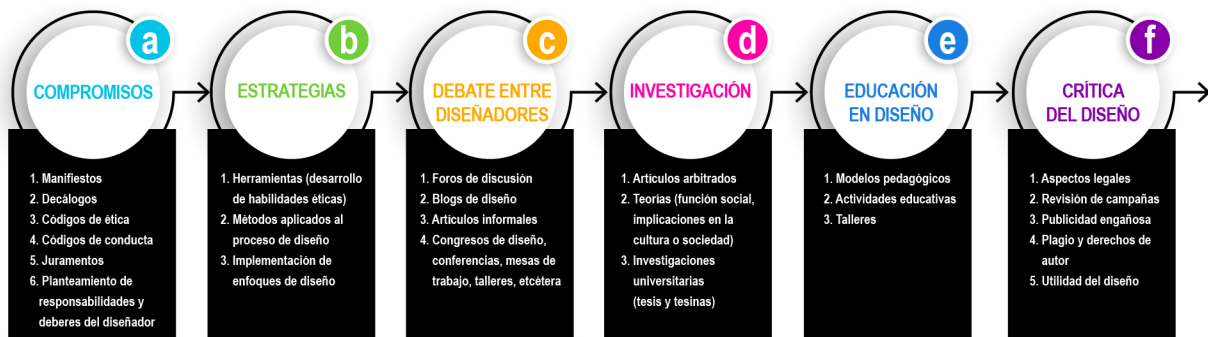 a
COMPROMISOS
1. Manifiestos
2. Decálogos
3. Códigos de ética
4. Códigos de conducta
5. Juramentos
6. Planteamiento de
responsabilidades y
deberes del diseñador
b
ESTRATEGIAS
1. Herramientas (desarrollo
de habilidades éticas)
2. Métodos aplicados al
proceso de diseño
3. Implementación de
enfoques de diseño
c
DEBATE ENTRE
DISEÑADORES
1. Foros de discusión
2. Blogs de diseño
3. Artículos informales
4. Congresos de diseño,
conferencias, mesas de
trabajo, talleres, etcétera
d
INVESTIGACIÓN
1. Artículos arbitrados
2. Teorías (función social,
implicaciones en la
cultura o sociedad)
3. Investigaciones
universitarias
(tesis y tesinas)
e
EDUCACIÓN
EN DISEÑO
1. Modelos pedagógicos
2. Actividades educativas
3. Talleres
f
CRÍTICA
DEL DISEÑO
1. Aspectos legales
2. Revisión de campañas
3. Publicidad engañosa
4. Plagio y derechos de
autor
5. Utilidad del diseño